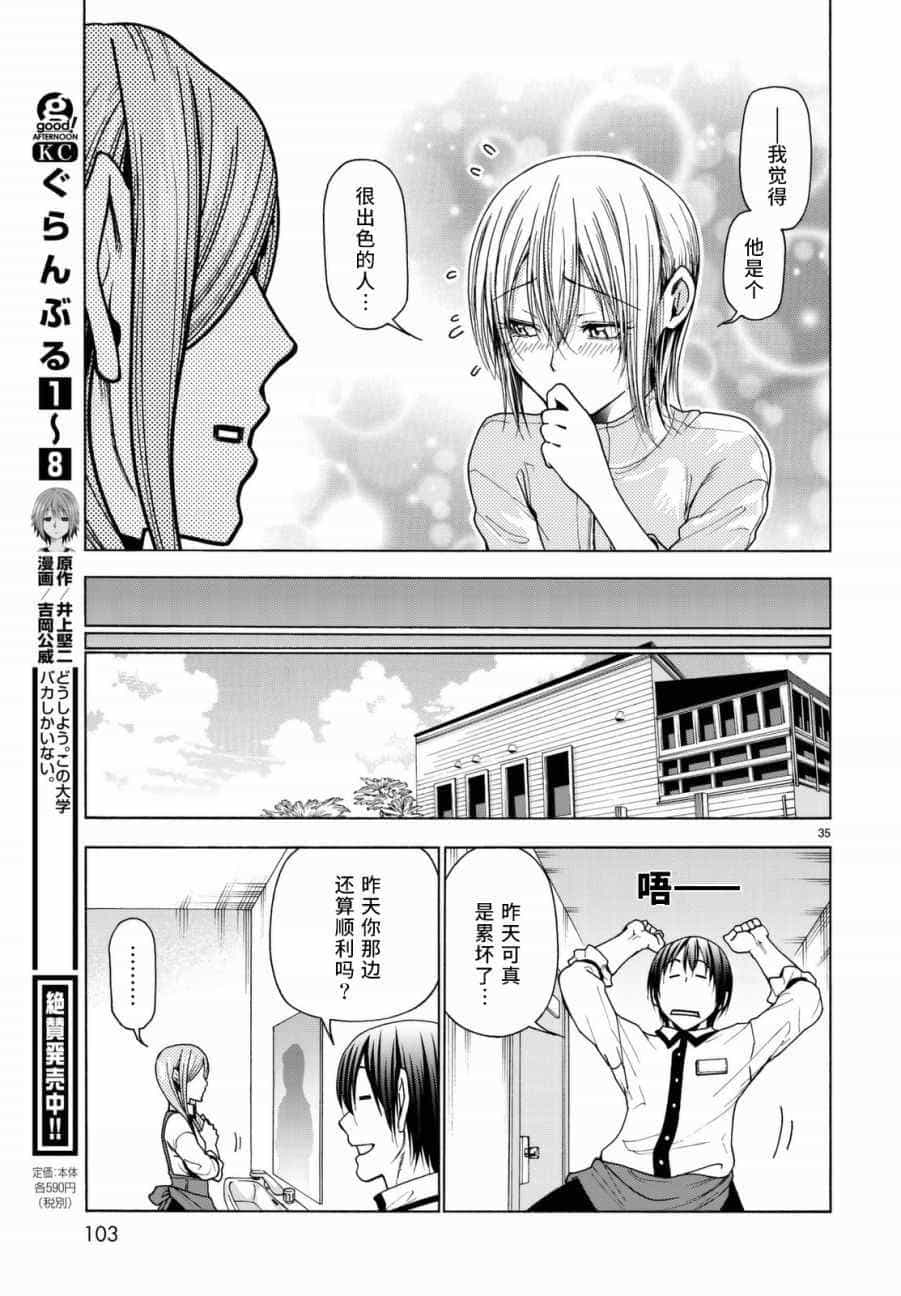 ——我觉得
他是个
很出色的人…
35
唔——
昨天可真
是累坏了…
昨天你那边
还算顺利吗？
………
103
good!
AFTERNOON
KC
ぐらんぶる1～8
原作／井上堅二
漫画／吉岡公威
どうしよう。この大学
バカしかいない。
絶賛発売中!!
定価:本体
各590円
（税別）